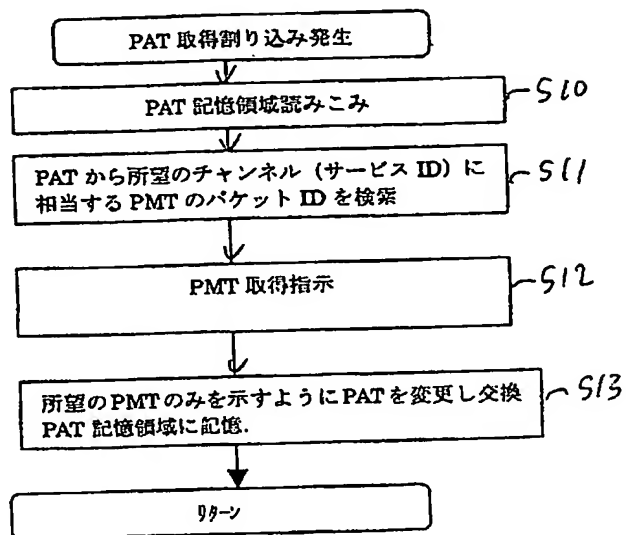 PAT 取得割り込み発生
PAT 記憶領域読みこみ
S10
PAT から所望のチャンネル（サービス ID）に
相当する PMT のパケット ID を検索
S11
PMT 取得指示
S12
所望の PMT のみを示すように PAT を変更し交換
PAT 記憶領域に記憶.
S13
リターン